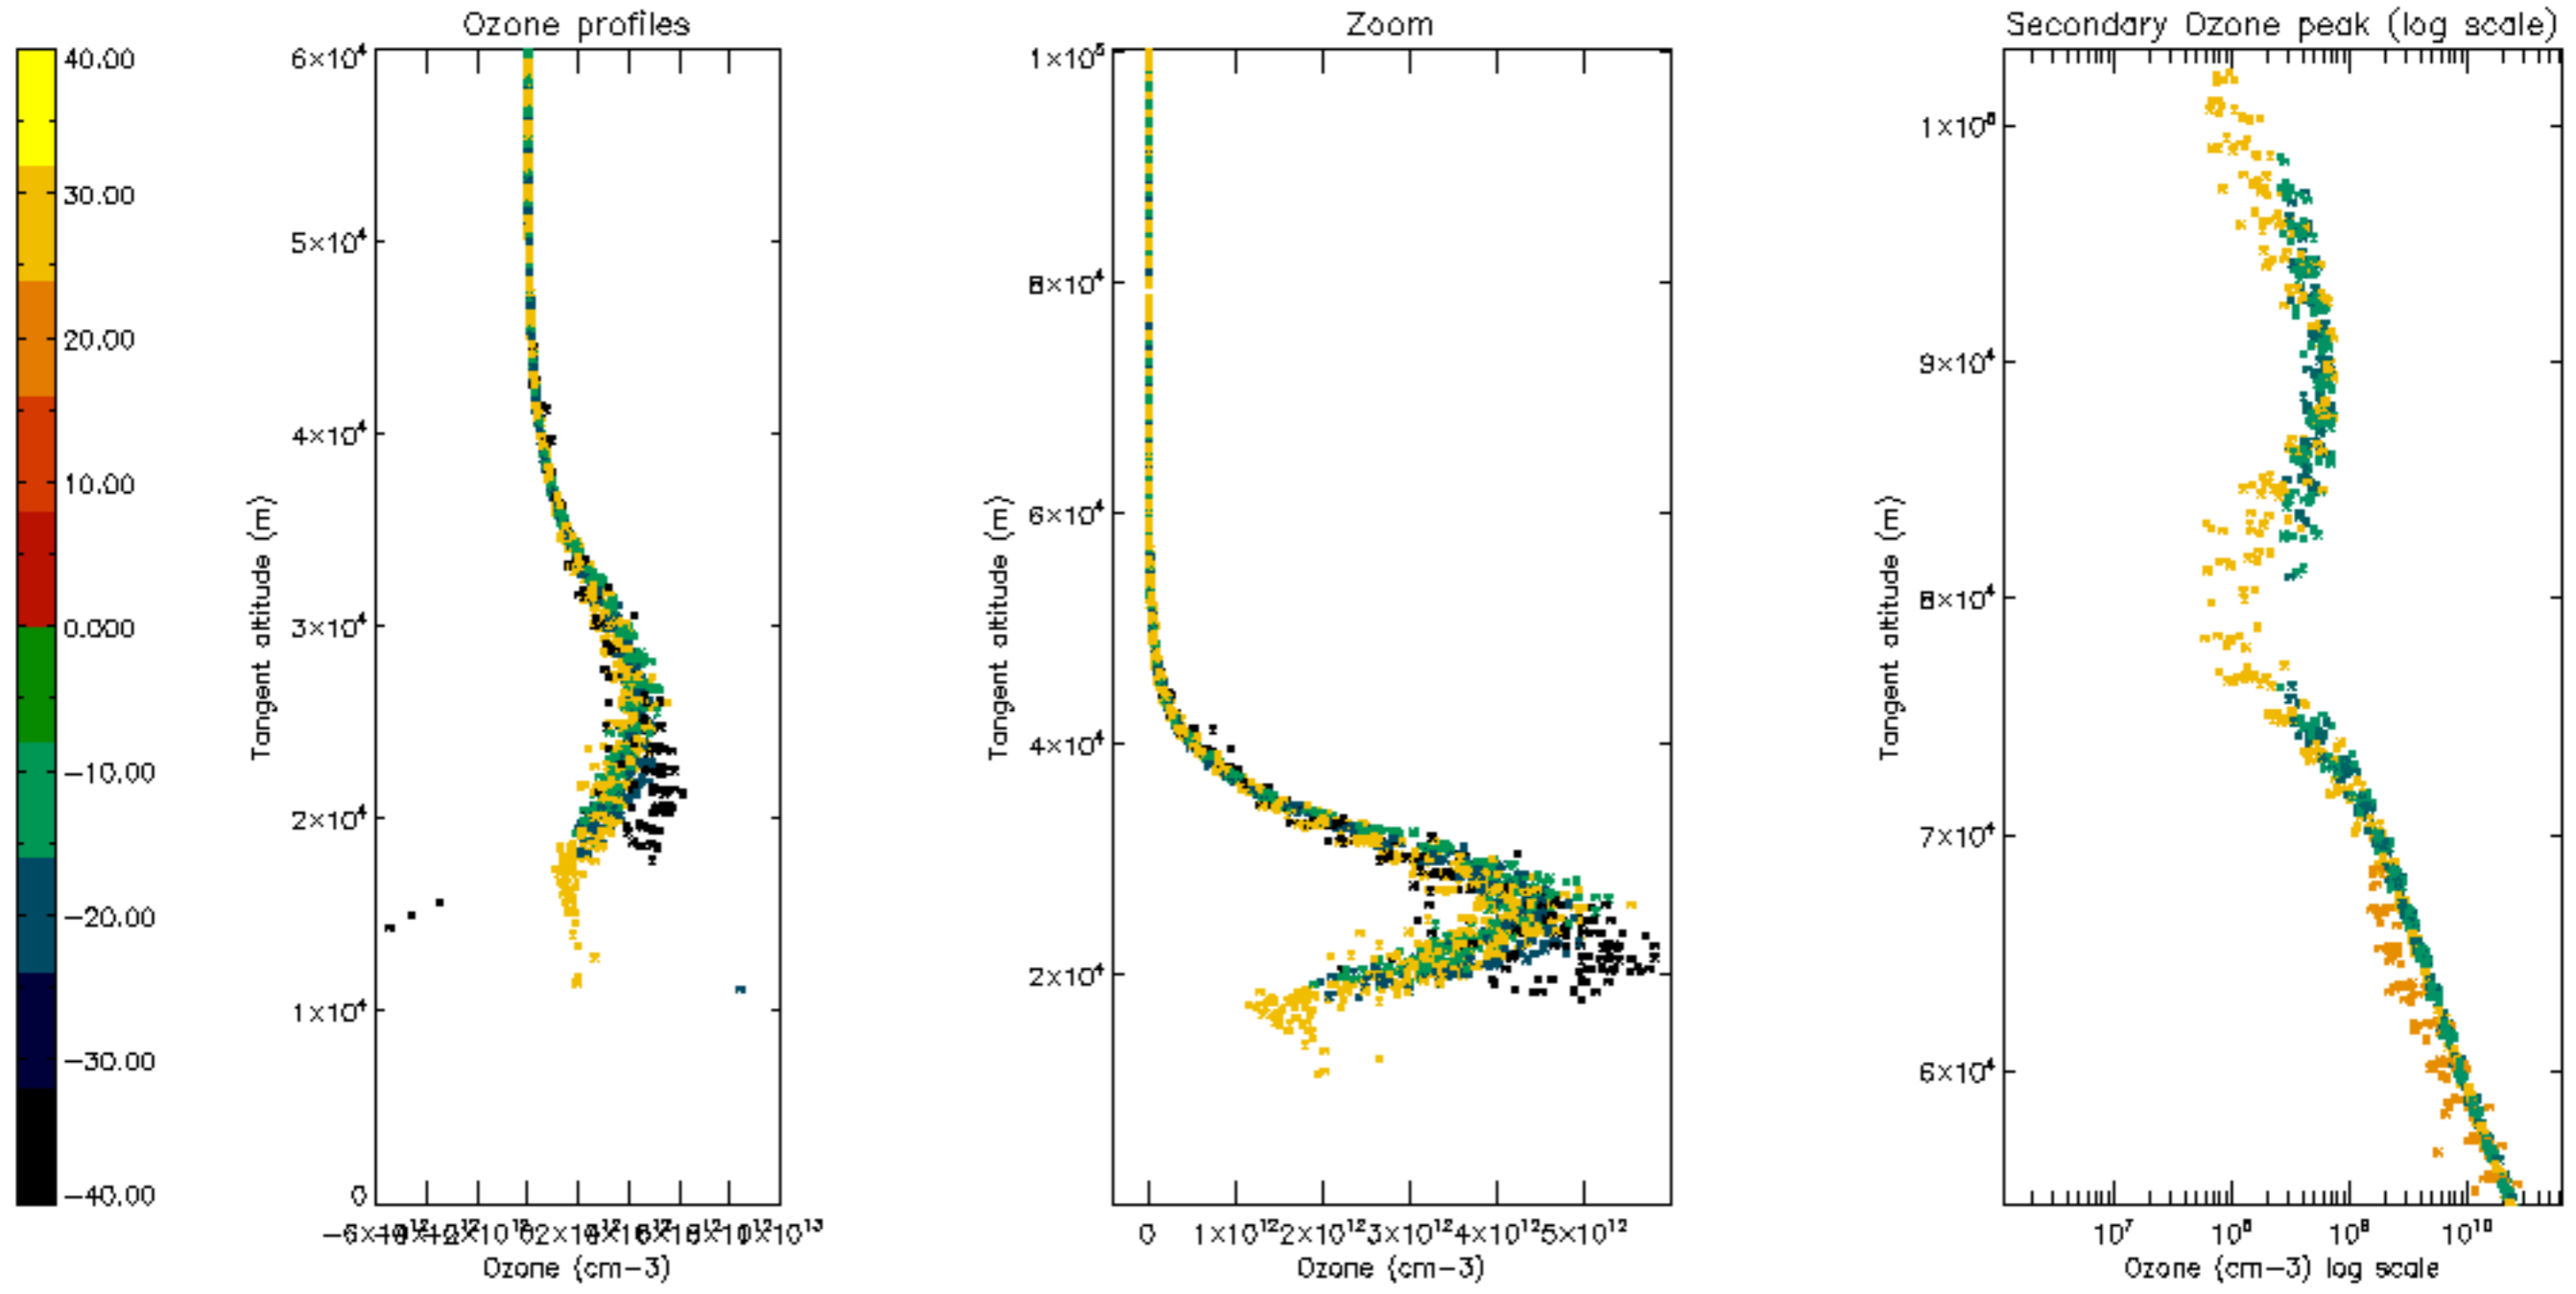 Ozone profiles
Zoom
Secondary Ozone peak (log scale)
40.00
30.00
20.00
10.00
0.000
−10.00
−20.00
−30.00
−40.00
6×10⁴
5×10⁴
4×10⁴
3×10⁴
2×10⁴
1×10⁴
0
Tangent altitude (m)
Ozone (cm−3)
1×10⁵
8×10⁴
6×10⁴
4×10⁴
2×10⁴
Tangent altitude (m)
0 1×10¹² 2×10¹² 3×10¹² 4×10¹² 5×10¹²
Ozone (cm−3)
1×10⁵
9×10⁴
8×10⁴
7×10⁴
6×10⁴
Tangent altitude (m)
10⁷ 10⁸ 10⁹ 10¹⁰
Ozone (cm−3) log scale